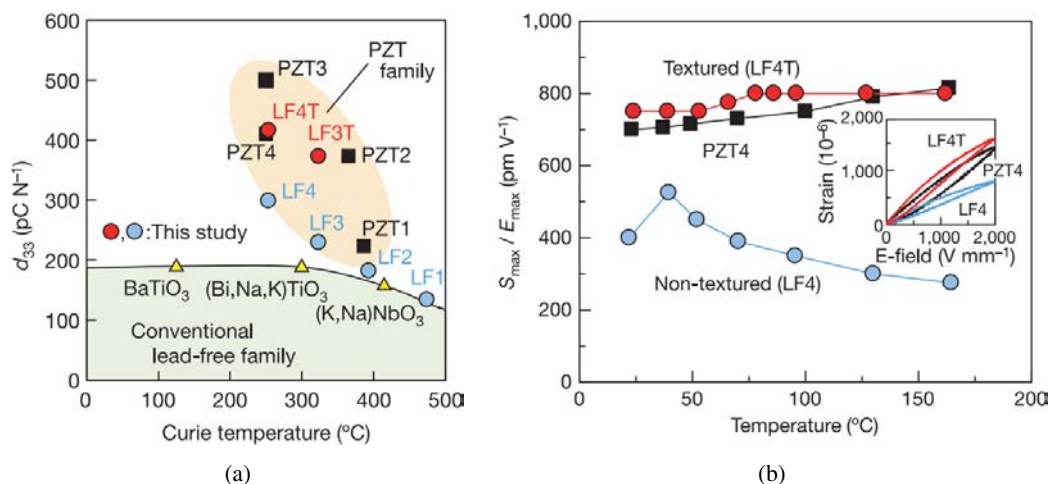 600
500
400
300
200
100
0
d₃₃ (pC N⁻¹)
PZT3
PZT
family
LF4T
LF3T
PZT4
PZT2
LF4
LF3
PZT1
,  :This study
LF2
LF1
BaTiO₃
(Bi,Na,K)TiO₃
(K,Na)NbO₃
Conventional
lead-free family
0 100 200 300 400 500
Curie temperature (ºC)
(a)
1,000
800
600
400
200
0
Sₘₐₓ / Eₘₐₓ (pm V⁻¹)
Textured (LF4T)
PZT4
Non-textured (LF4)
2,000
1,000
0
Strain (10⁻⁶)
LF4T
PZT4
LF4
0 1,000 2,000
E-field (V mm⁻¹)
0 50 100 150 200
Temperature (ºC)
(b)